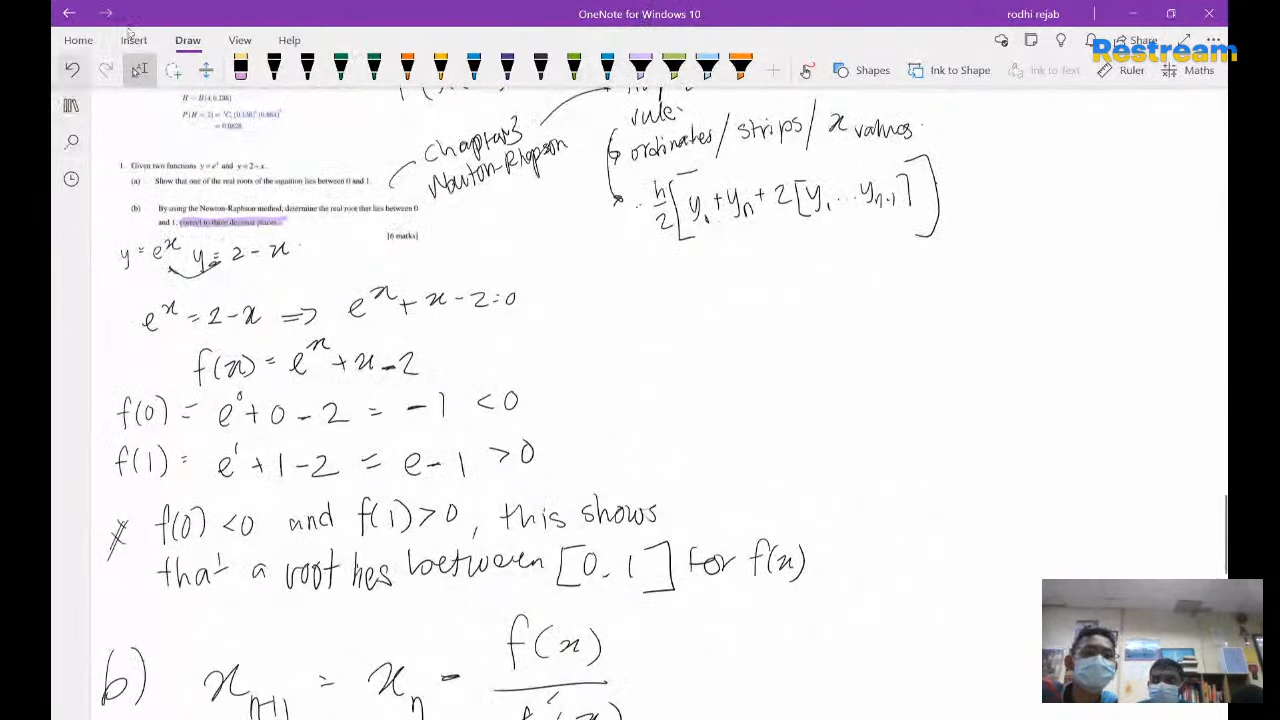 OneNote for Windows 10
rodhi rejab
Home Insert Draw View Help
Share
Restream
Shapes Ink to Shape Ink to Text Ruler Maths
P(H = 2) =
= 0.0828
rule.
ordinates / strips / x values
Chapter 3
Newton-Rhapson
h/2 [y₁ + yₙ + 2[y₁ ... yₙ₋₁]]
1. Given two functions y = eˣ and y = 2 - x.
(a) Show that one of the real roots of the equation lies between 0 and 1.
(b) By using the Newton-Raphson method, determine the real root that lies between 0
and 1, correct to three decimal places.
[6 marks]
y = eˣ y = 2 - x
eˣ = 2 - x ⇒ eˣ + x - 2 = 0
f(x) = eˣ + x - 2
f(0) = e⁰ + 0 - 2 = -1 < 0
f(1) = e¹ + 1 - 2 = e - 1 > 0
f(0) < 0 and f(1) > 0, this shows
that a root lies between [0, 1] for f(x)
b) xₙ₊₁ = xₙ - f(x)
f'(x)